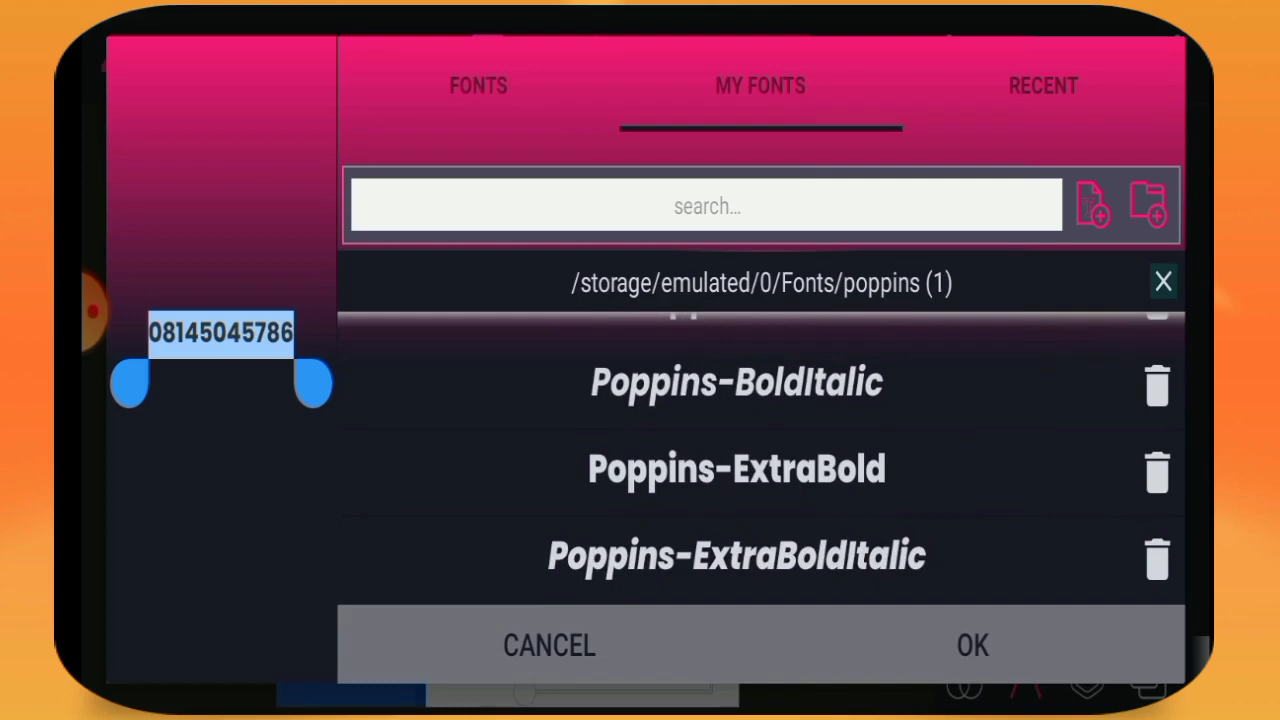 FONTS MY FONTS RECENT
search...
/storage/emulated/0/Fonts/poppins (1)
08145045786
Poppins-BoldItalic
Poppins-ExtraBold
Poppins-ExtraBoldItalic
CANCEL OK